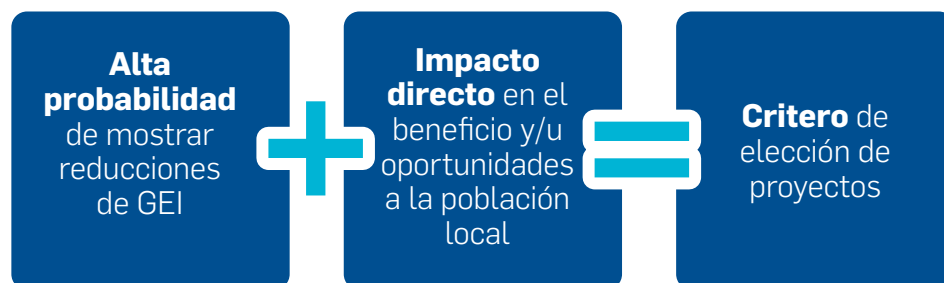 Alta
probabilidad
de mostrar
reducciones
de GEI
Impacto
directo en el
beneficio y/u
oportunidades
a la población
local
Critero de
elección de
proyectos